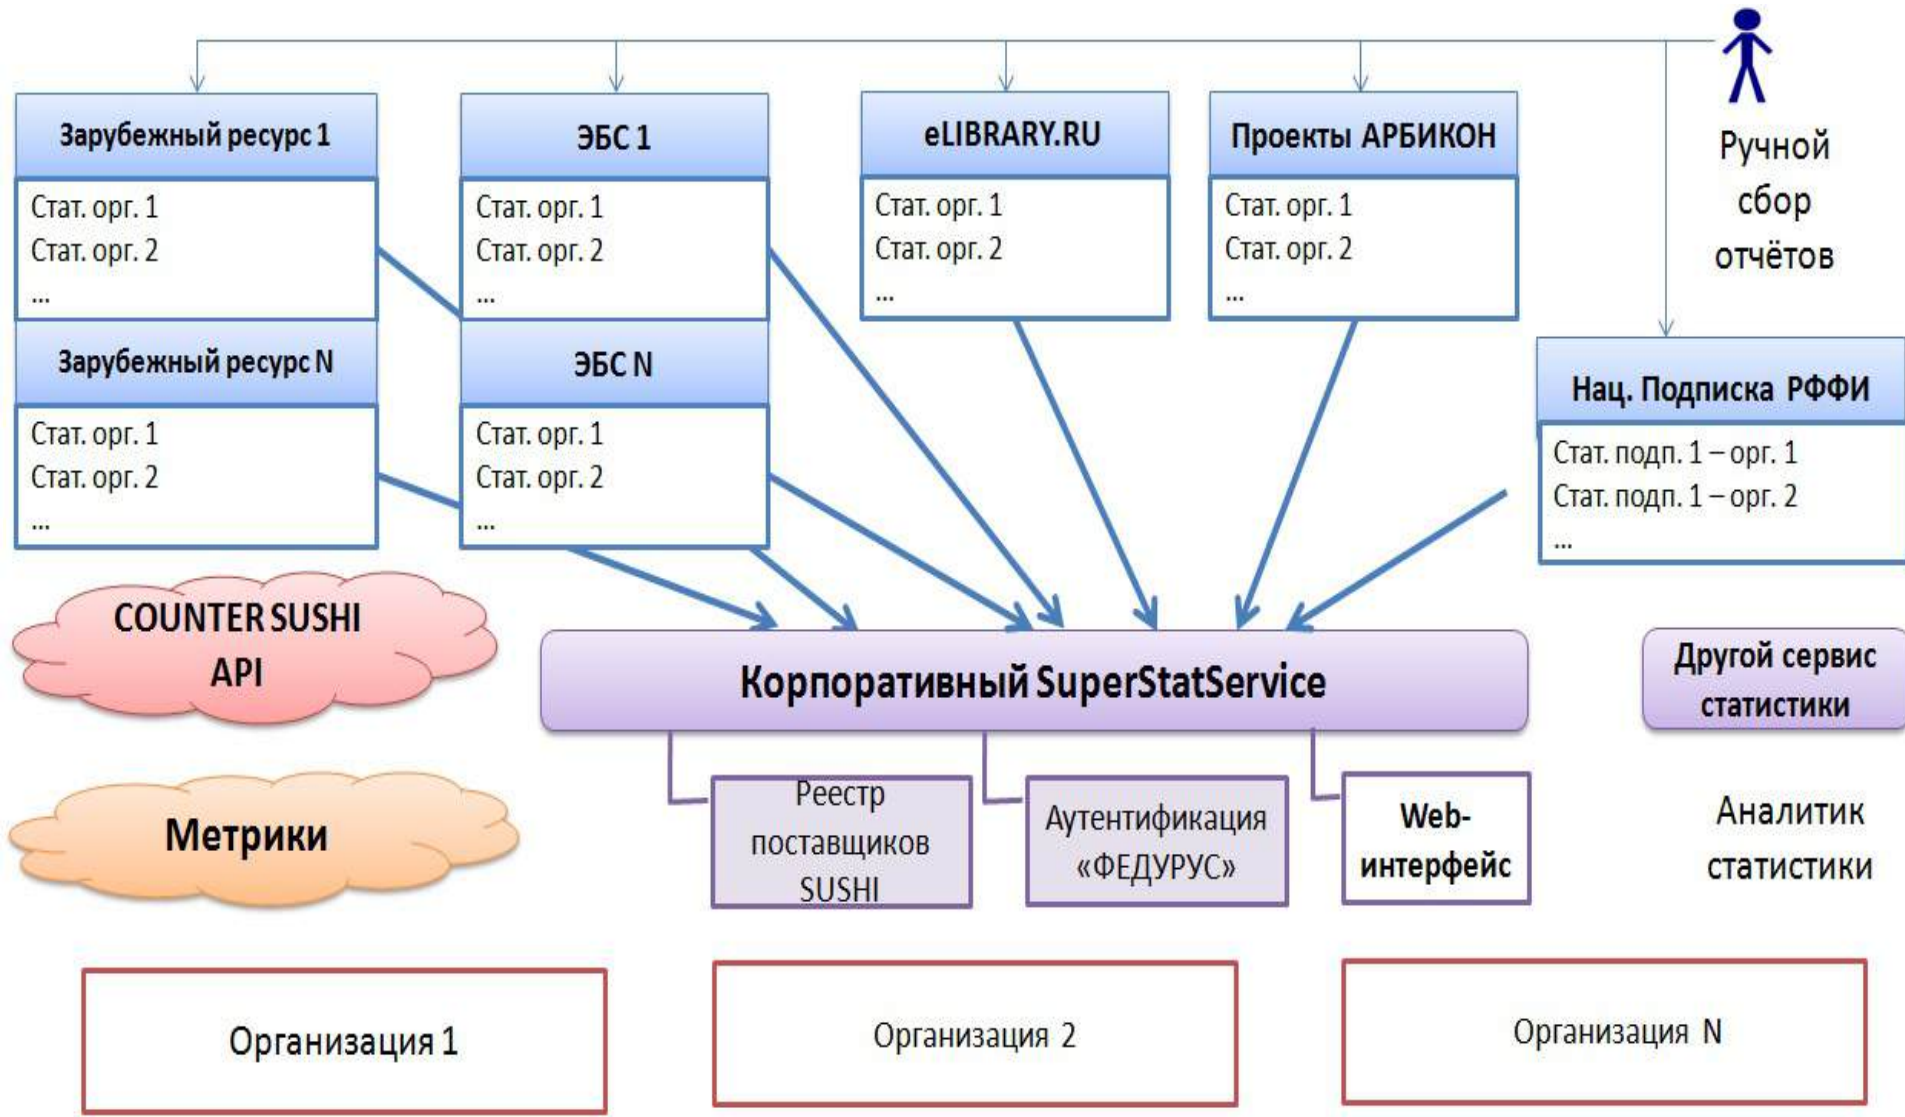 Зарубежный ресурс 1
Стат. орг. 1
Стат. орг. 2
...
Зарубежный ресурс N
Стат. орг. 1
Стат. орг. 2
...
ЭБС 1
Стат. орг. 1
Стат. орг. 2
...
ЭБС N
Стат. орг. 1
Стат. орг. 2
...
eLIBRARY.RU
Стат. орг. 1
Стат. орг. 2
...
Проекты АРБИКОН
Стат. орг. 1
Стат. орг. 2
...
Ручной
сбор
отчётов
Нац. Подписка РФФИ
Стат. подп. 1 – орг. 1
Стат. подп. 1 – орг. 2
...
COUNTER SUSHI
API
Корпоративный SuperStatService
Другой сервис
статистики
Метрики
Реестр
поставщиков
SUSHI
Аутентификация
«ФЕДУРУС»
Web-
интерфейс
Аналитик
статистики
Организация 1
Организация 2
Организация N